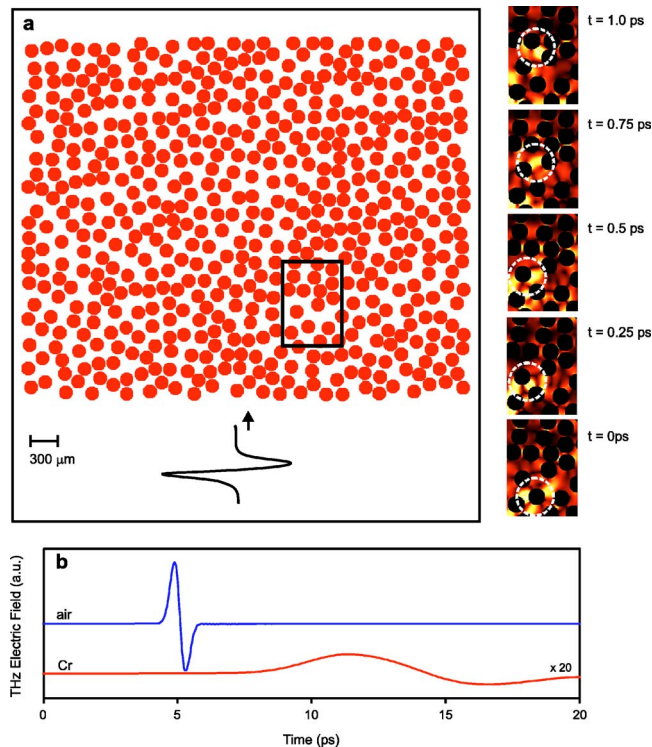 a
t = 1.0 ps
t = 0.75 ps
t = 0.5 ps
t = 0.25 ps
t = 0ps
300 µm
b
THz Electric Field (a.u.)
air
Cr
x 20
0
5
10
15
20
Time (ps)